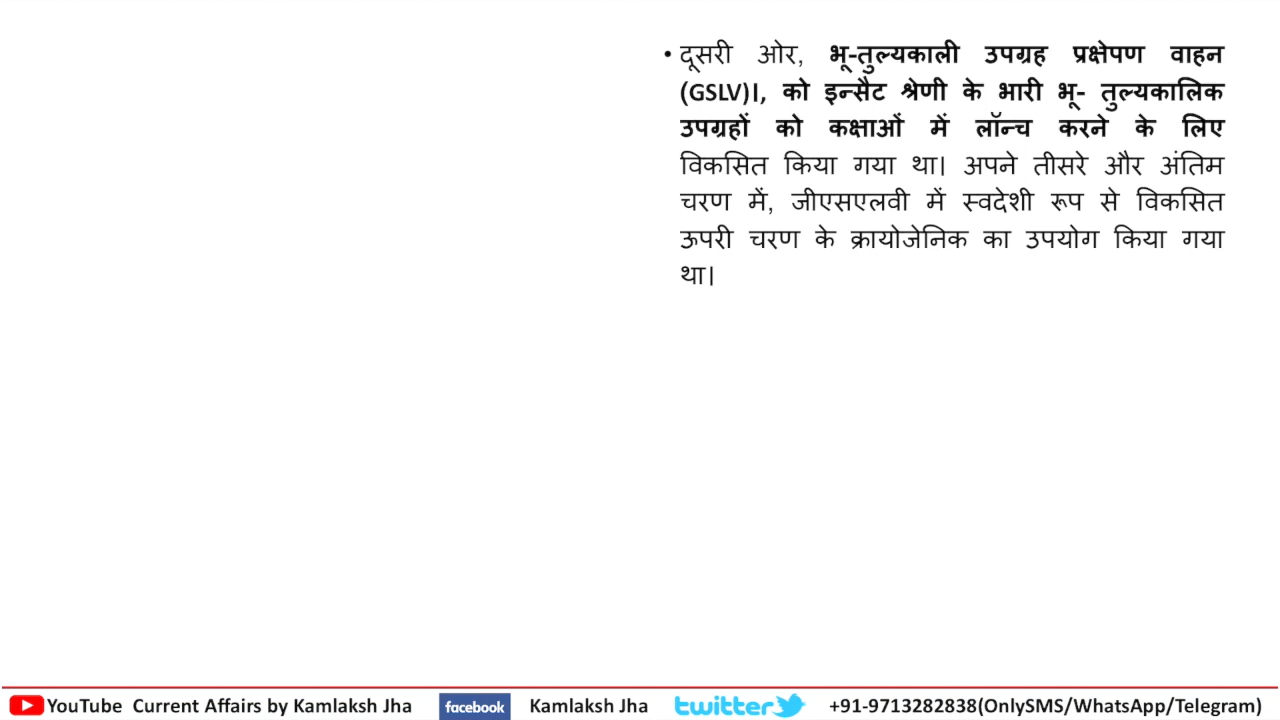 • दूसरी ओर, भू-तुल्यकाली उपग्रह प्रक्षेपण वाहन
(GSLV)।, को इन्सैट श्रेणी के भारी भू- तुल्यकालिक
उपग्रहों को कक्षाओं में लॉन्च करने के लिए
विकसित किया गया था। अपने तीसरे और अंतिम
चरण में, जीएसएलवी में स्वदेशी रूप से विकसित
ऊपरी चरण के क्रायोजेनिक का उपयोग किया गया
था।
YouTube Current Affairs by Kamlaksh Jha facebook Kamlaksh Jha twitter +91-9713282838(OnlySMS/WhatsApp/Telegram)